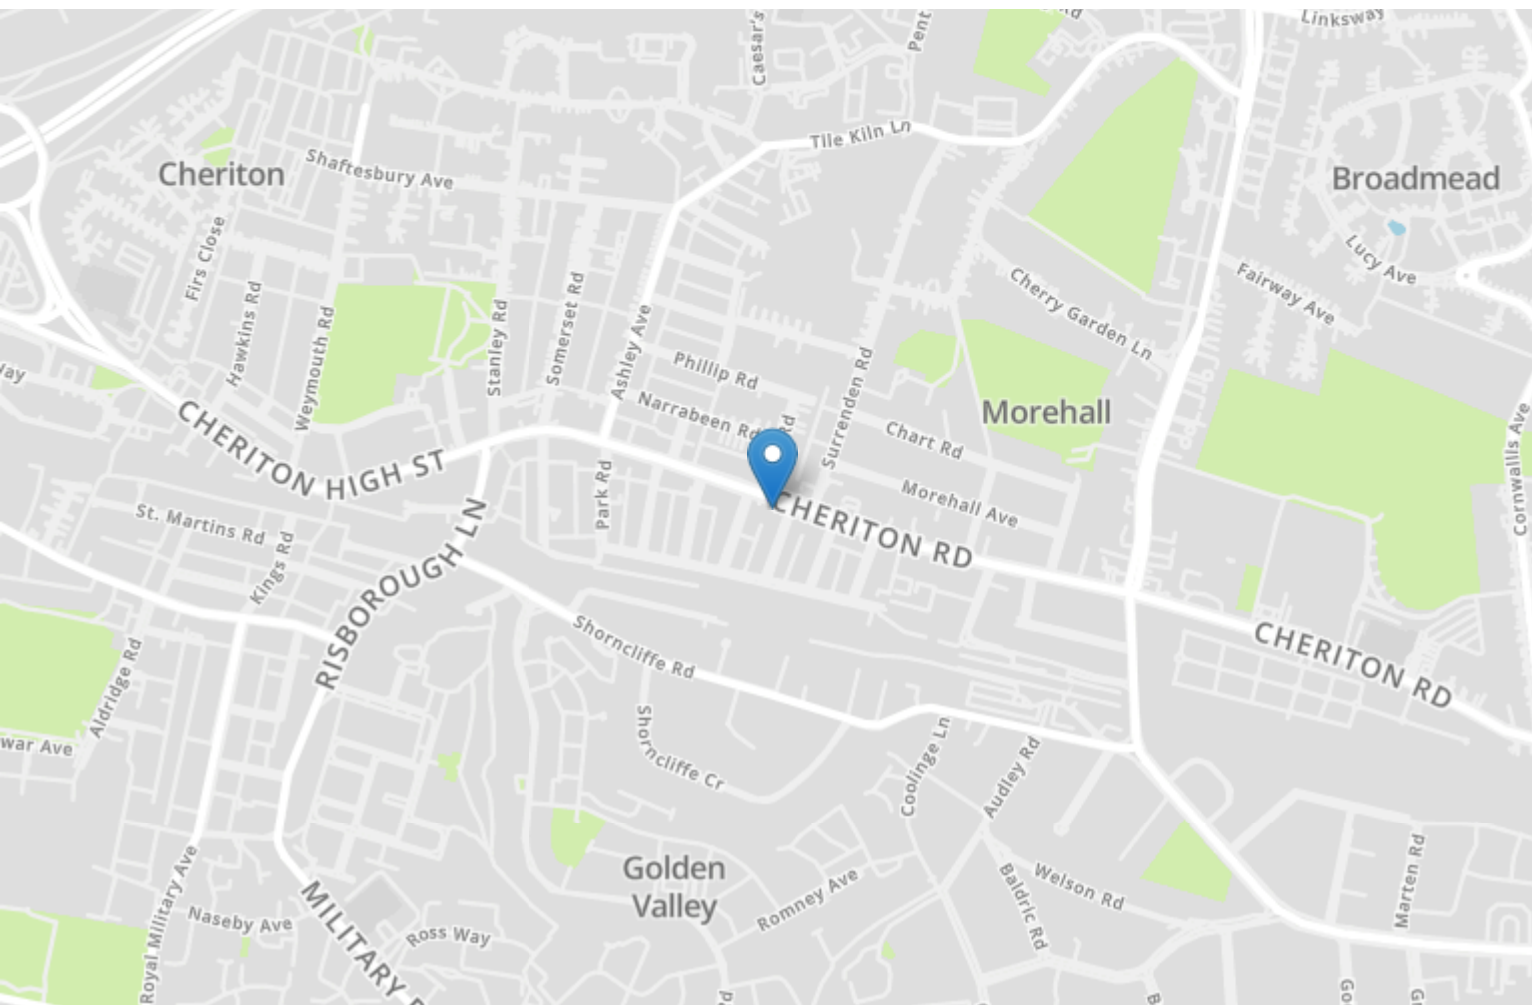 Linksway
Caesar's
Pent
Rd
Tile Kiln Ln
Cheriton
Shaftesbury Ave
Broadmead
Lucy Ave
Firs Close
Fairway Ave
Cherry Garden Ln
Hawkins Rd
Weymouth Rd
Stanley Rd
Somerset Rd
Ashley Ave
Phillip Rd
Surrenden Rd
Narrabeen Rd
Rd
Morehall
Chart Rd
Cornwallis Ave
CHERITON HIGH ST
Park Rd
Morehall Ave
St. Martins Rd
Kings Rd
RISBOROUGH LN
CHERITON RD
Shorncliffe Rd
CHERITON RD
Aldridge Rd
war Ave
Shorncliffe Cr
Coolinge Ln
Audley Rd
Golden
Valley
Romney Ave
Welson Rd
Baldric Rd
Marten Rd
Royal Military Ave
Naseby Ave
MILITARY
Ross Way